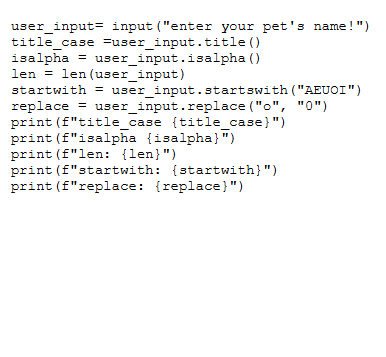 user_input= input("enter your pet's name!")
title_case =user_input.title()
isalpha = user_input.isalpha()
len = len(user_input)
startwith = user_input.startswith("AEUOI")
replace = user_input.replace("o", "0")
print(f"title_case {title_case}")
print(f"isalpha {isalpha}")
print(f"len: {len}")
print(f"startwith: {startwith}")
print(f"replace: {replace}")